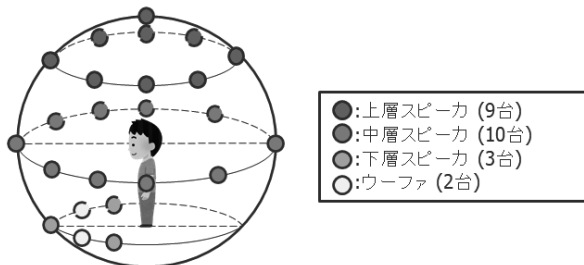 :上層スピーカ (9台)
:中層スピーカ (10台)
:下層スピーカ (3台)
:ウーファ (2台)